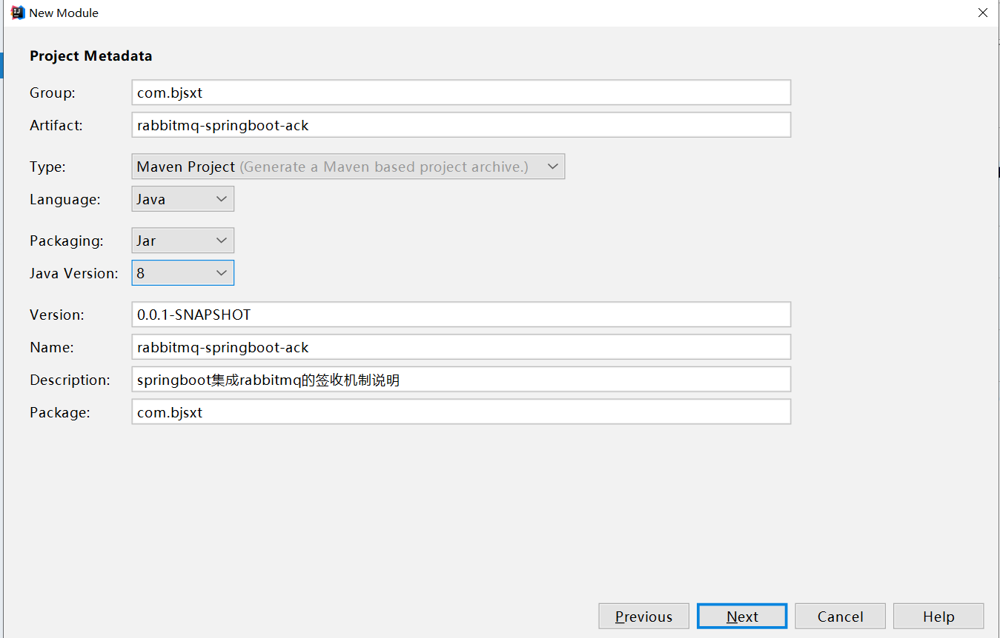 New Module
Project Metadata
Group: com.bjsxt
Artifact: rabbitmq-springboot-ack
Type: Maven Project (Generate a Maven based project archive.)
Language: Java
Packaging: Jar
Java Version: 8
Version: 0.0.1-SNAPSHOT
Name: rabbitmq-springboot-ack
Description: springboot集成rabbitmq的签收机制说明
Package: com.bjsxt
Previous Next Cancel Help